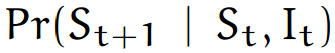 Pr(S_{t+1} | S_t, I_t)